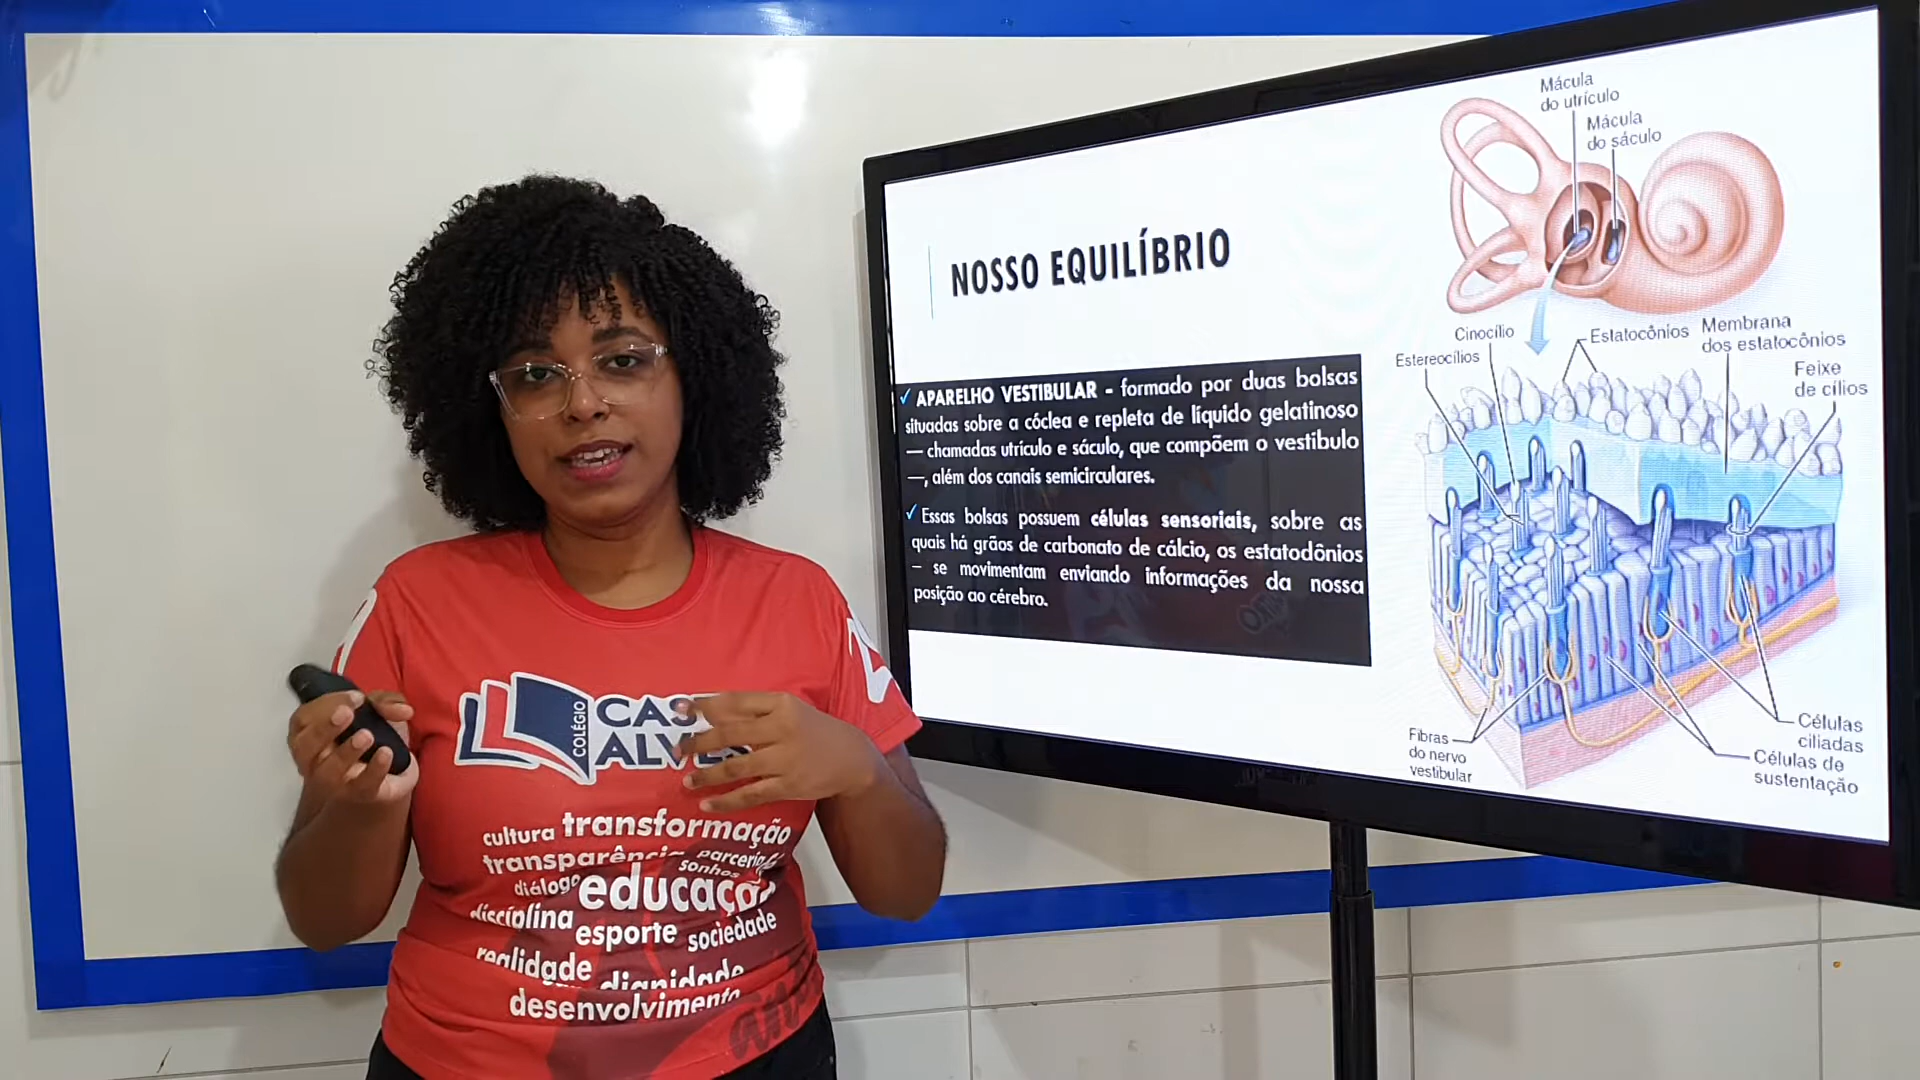 NOSSO EQUILÍBRIO
✓ APARELHO VESTIBULAR - formado por duas bolsas
situadas sobre a cóclea e repleta de líquido gelatinoso
— chamadas utrículo e sáculo, que compõem o vestibulo
—, além dos canais semicirculares.
✓ Essas bolsas possuem células sensoriais, sobre as
quais há grãos de carbonato de cálcio, os estatodônios
– se movimentam enviando informações da nossa
posição ao cérebro.
Mácula
do utrículo
Mácula
do sáculo
Cinocílio
Estereocílios
Estatocônios
Membrana
dos estatocônios
Feixe
de cílios
Fibras
do nervo
vestibular
Células
ciliadas
Células de
sustentação
COLÉGIO
cultura transformação
sonhos
diálogo educação
disciplina
esporte sociedade
realidade dignidade
desenvolvimento